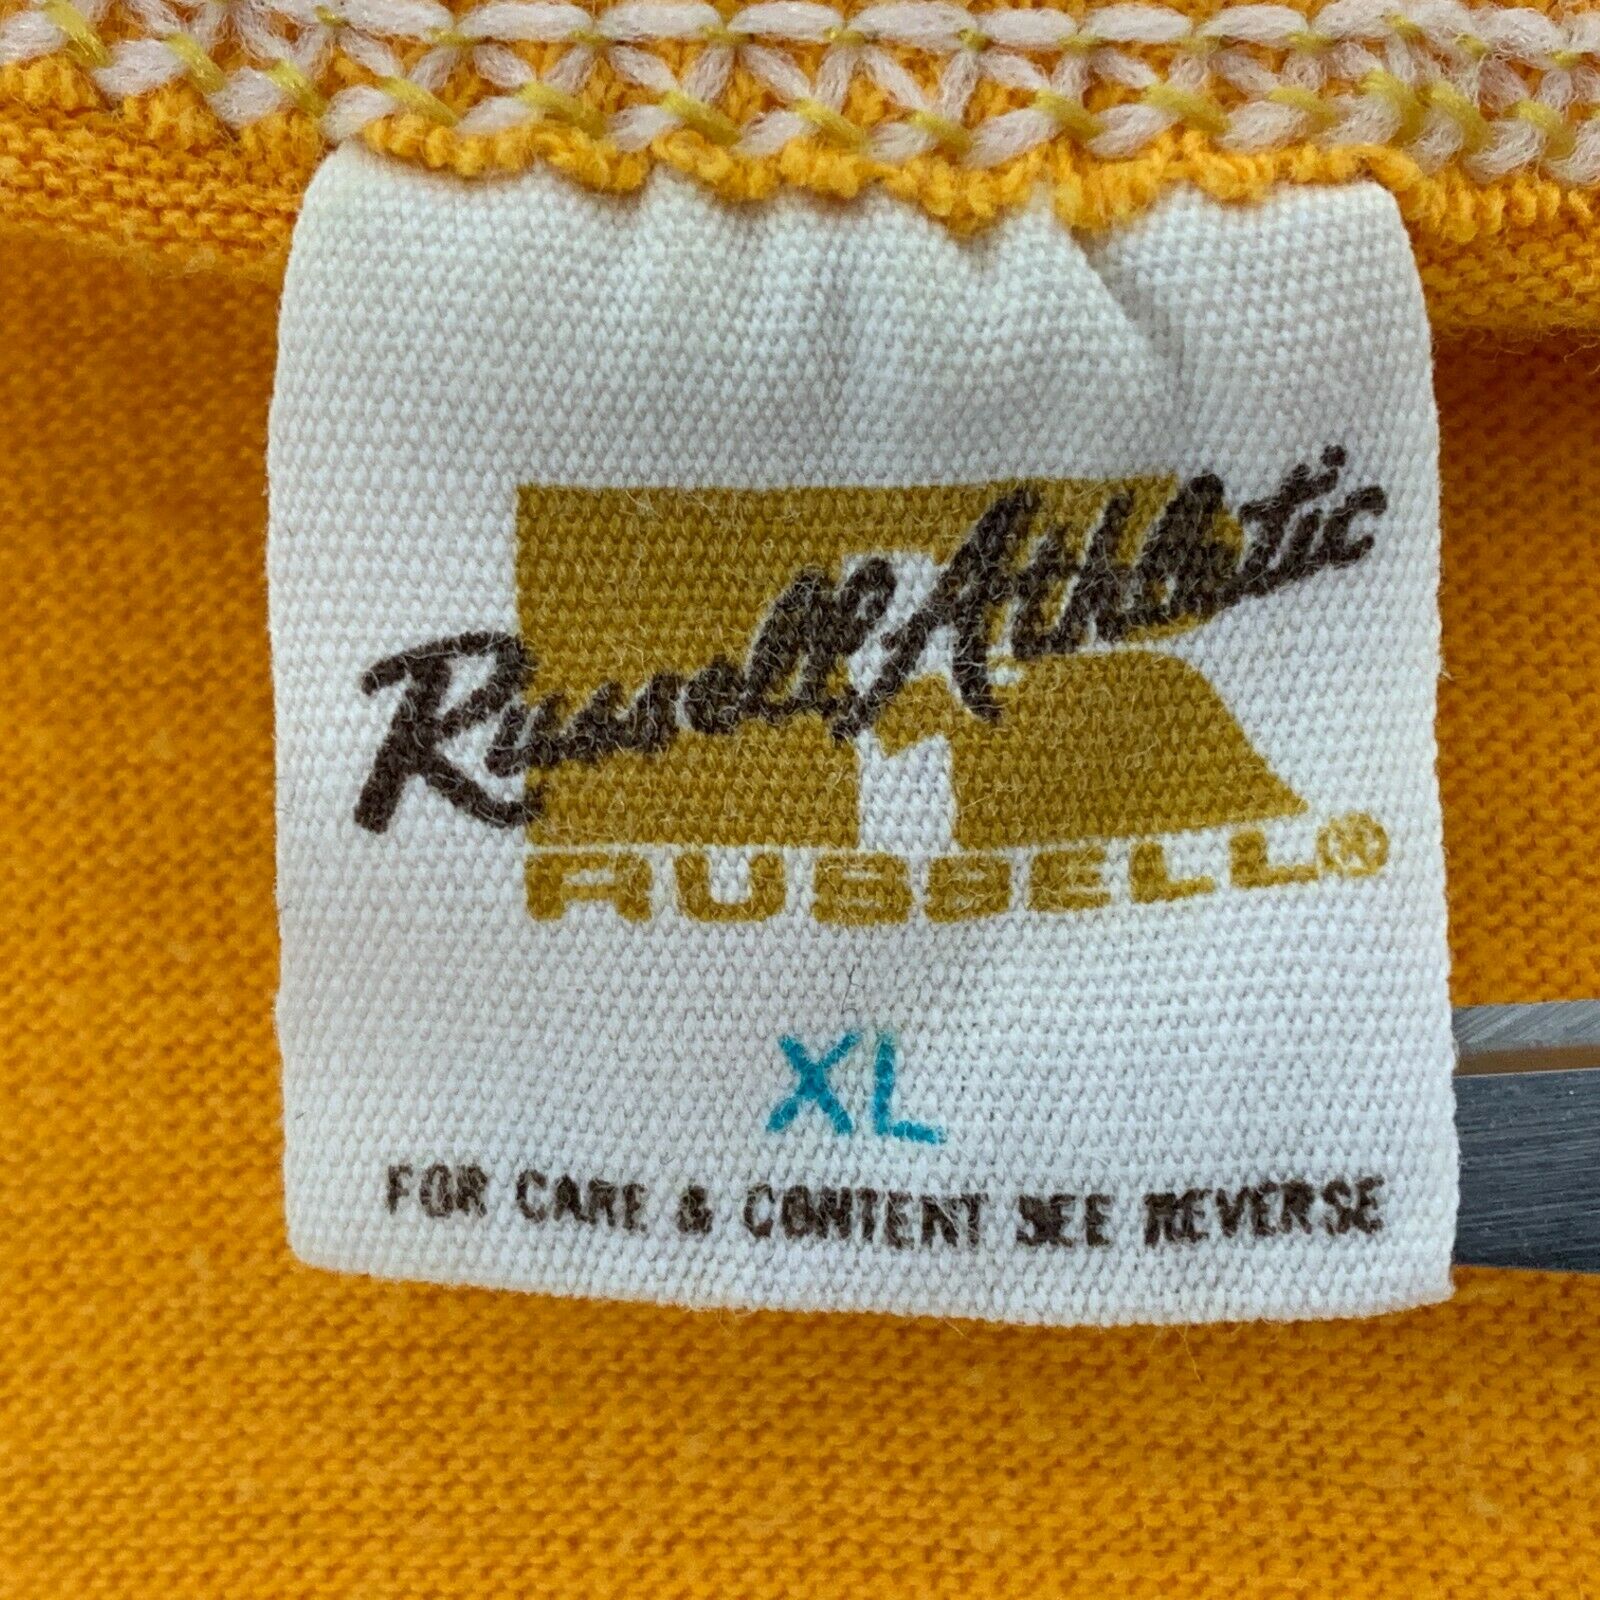 Russell Athletic
RUSSELL®
XL
FOR CARE & CONTENT SEE REVERSE